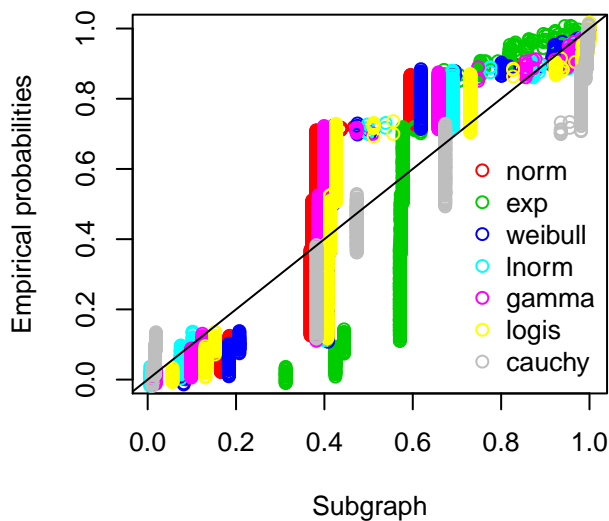 1.0
0.8
0.6
0.4
0.2
0.0
Empirical probabilities
norm
exp
weibull
lnorm
gamma
logis
cauchy
0.0 0.2 0.4 0.6 0.8 1.0
Subgraph